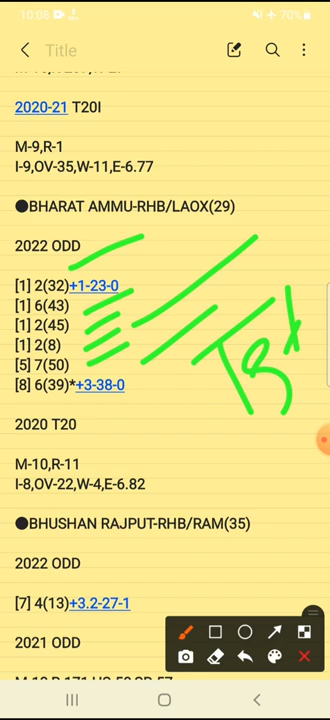 10:08
70%
Title
2020-21 T20I
M-9,R-1
I-9,OV-35,W-11,E-6.77
●BHARAT AMMU-RHB/LAOX(29)
2022 ODD
[1] 2(32)+1-23-0
[1] 6(43)
[1] 2(45)
[1] 2(8)
[5] 7(50)
[8] 6(39)*+3-38-0
2020 T20
M-10,R-11
I-8,OV-22,W-4,E-6.82
●BHUSHAN RAJPUT-RHB/RAM(35)
2022 ODD
[7] 4(13)+3.2-27-1
2021 ODD